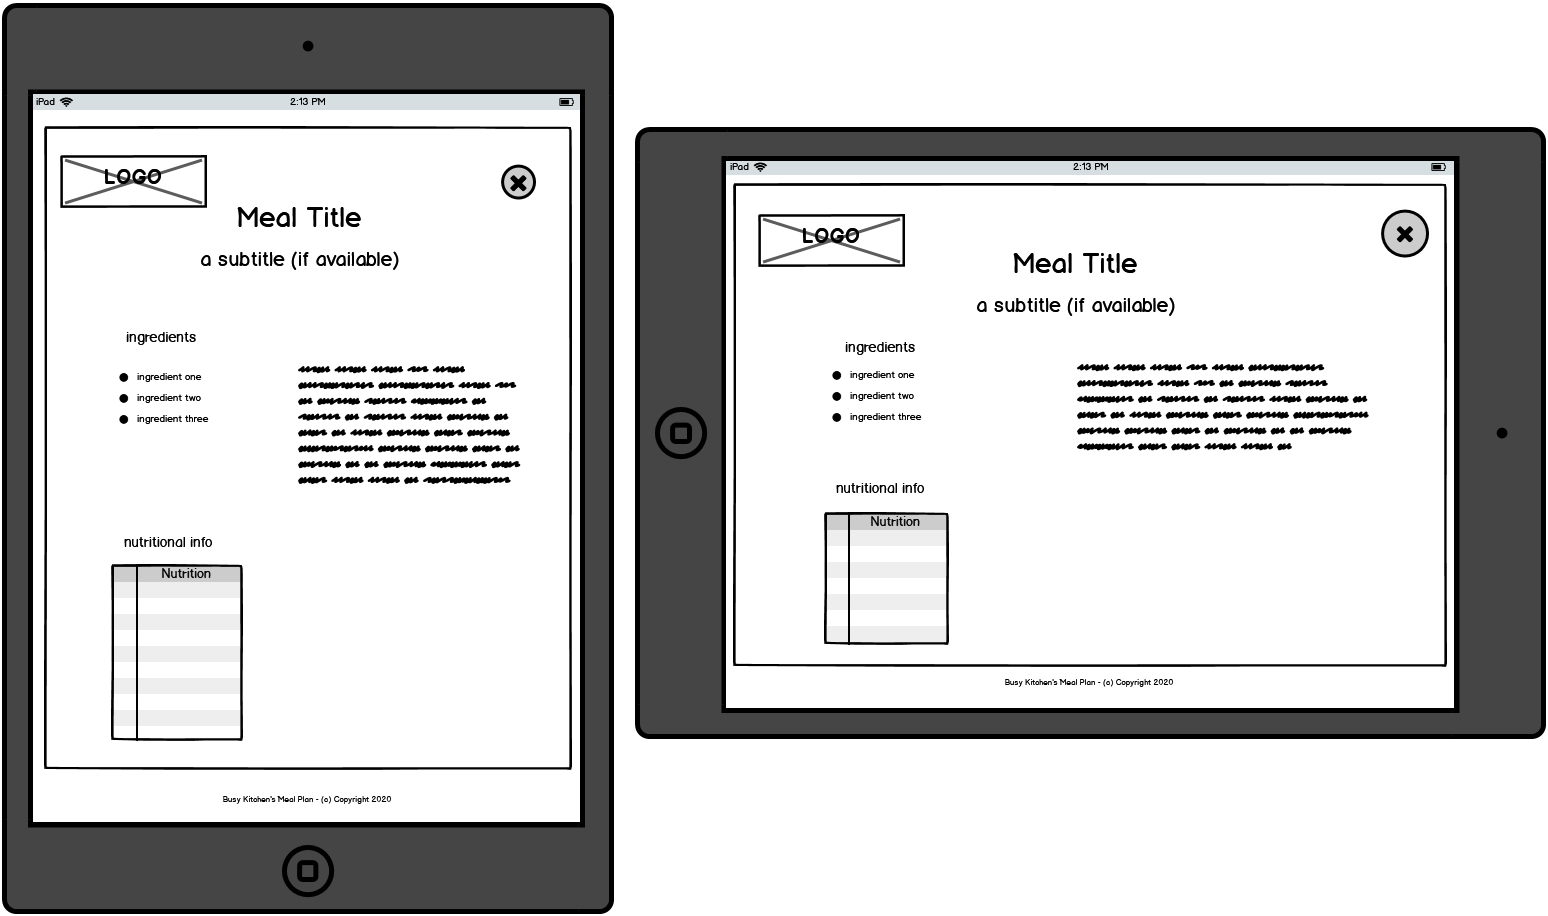 iPad
2:13 PM
LOGO
Meal Title
a subtitle (if available)
ingredients
ingredient one
ingredient two
ingredient three
nutritional info
Nutrition
Busy Kitchen's Meal Plan - (c) Copyright 2020
iPad
2:13 PM
LOGO
Meal Title
a subtitle (if available)
ingredients
ingredient one
ingredient two
ingredient three
nutritional info
Nutrition
Busy Kitchen's Meal Plan - (c) Copyright 2020